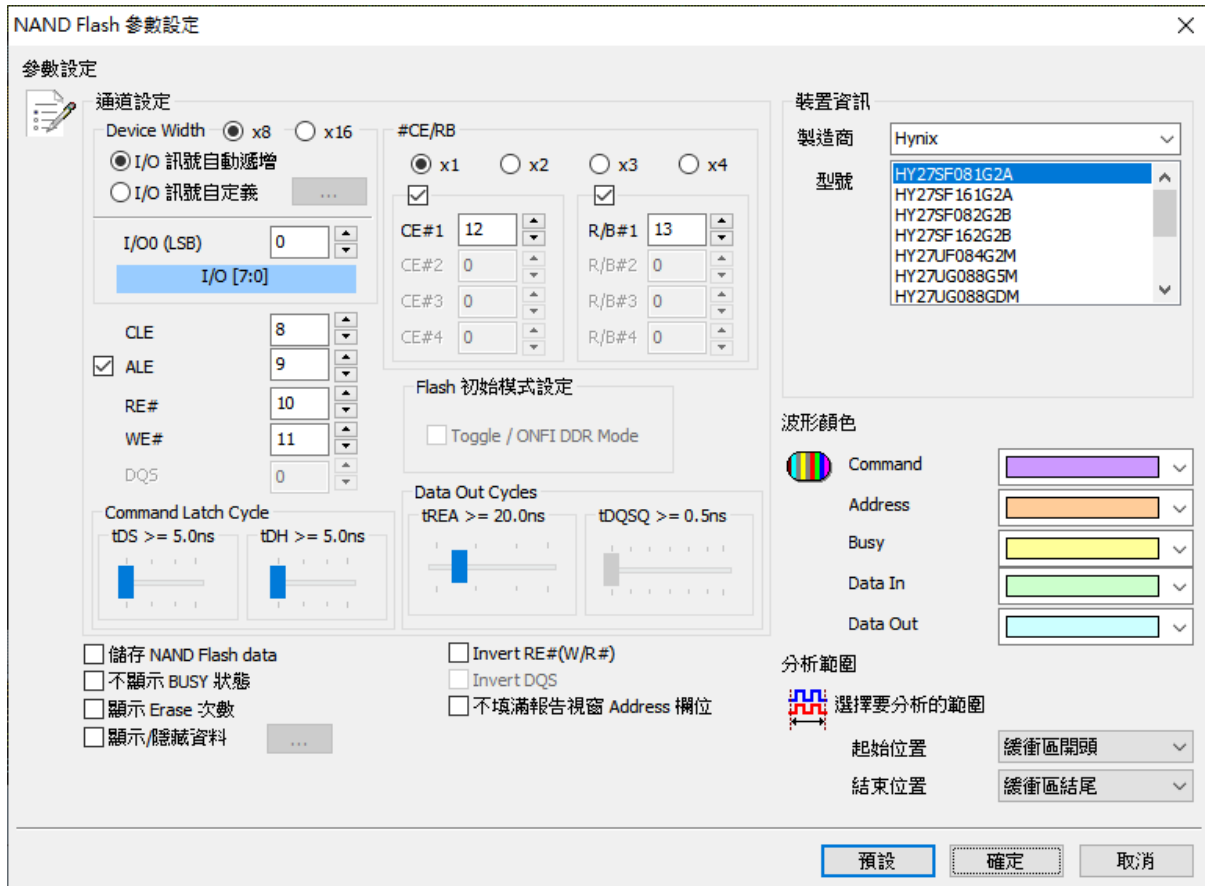 NAND Flash 參數設定
參數設定
通道設定
Device Width x8 x16
I/O 訊號自動遞增
I/O 訊號自定義 ...
I/O0 (LSB) 0
I/O [7:0]
CLE 8
ALE 9
RE# 10
WE# 11
DQS 0
#CE/RB
x1 x2 x3 x4
CE#1 12 R/B#1 13
CE#2 0 R/B#2 0
CE#3 0 R/B#3 0
CE#4 0 R/B#4 0
Flash 初始模式設定
Toggle / ONFI DDR Mode
Command Latch Cycle
tDS >= 5.0ns tDH >= 5.0ns
Data Out Cycles
tREA >= 20.0ns tDQSQ >= 0.5ns
儲存 NAND Flash data
不顯示 BUSY 狀態
顯示 Erase 次數
顯示/隱藏資料 ...
Invert RE#(W/R#)
Invert DQS
不填滿報告視窗 Address 欄位
裝置資訊
製造商 Hynix
型號
HY27SF081G2A
HY27SF161G2A
HY27SF082G2B
HY27SF162G2B
HY27UF084G2M
HY27UG088G5M
HY27UG088GDM
波形顏色
Command
Address
Busy
Data In
Data Out
分析範圍
選擇要分析的範圍
起始位置 緩衝區開頭
結束位置 緩衝區結尾
預設 確定 取消